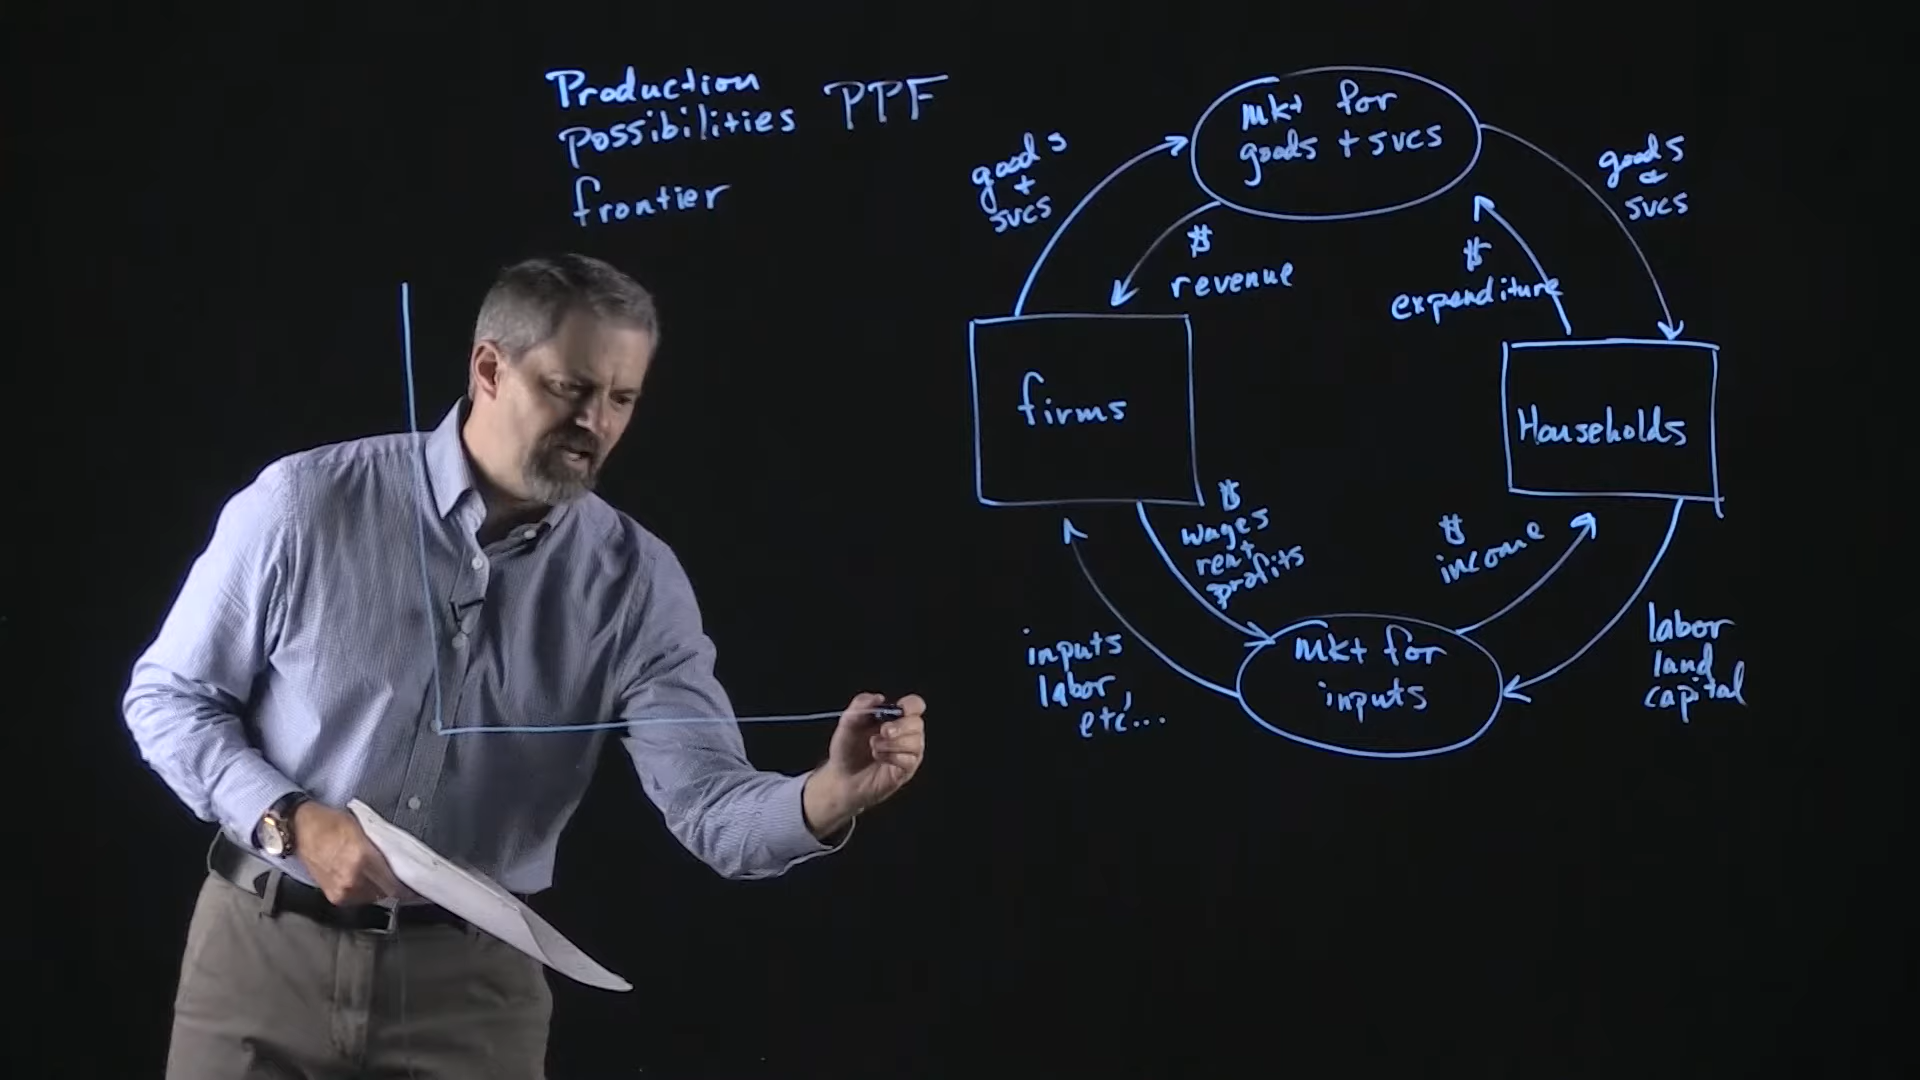 Production
possibilities PPF
frontier
mkt for
goods + svcs
goods
+
svcs
goods
&
svcs
$
revenue
$
expenditure
firms
Households
$
wages
rent
profits
$
income
inputs
labor,
etc...
mkt for
inputs
labor
land
capital